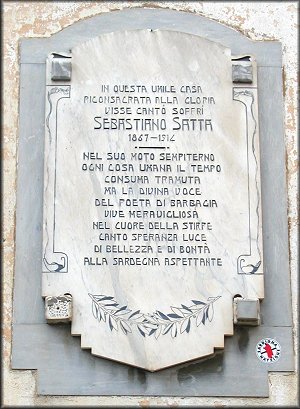 IN QUESTA UMILE CASA
RICONSACRATA ALLA GLORIA
VISSE CANTÒ SOFFRÌ
SEBASTIANO SATTA
1867-1914
NEL SUO MOTO SEMPITERNO
OGNI COSA UMANA IL TEMPO
CONSUMA TRAMUTA
MA LA DIVINA VOCE
DEL POETA DI BARBAGIA
VIVE MERAVIGLIOSA
NEL CUORE DELLA STIRPE
CANTO SPERANZA LUCE
DI BELLEZZA E DI BONTÀ
ALLA SARDEGNA ASPETTANTE